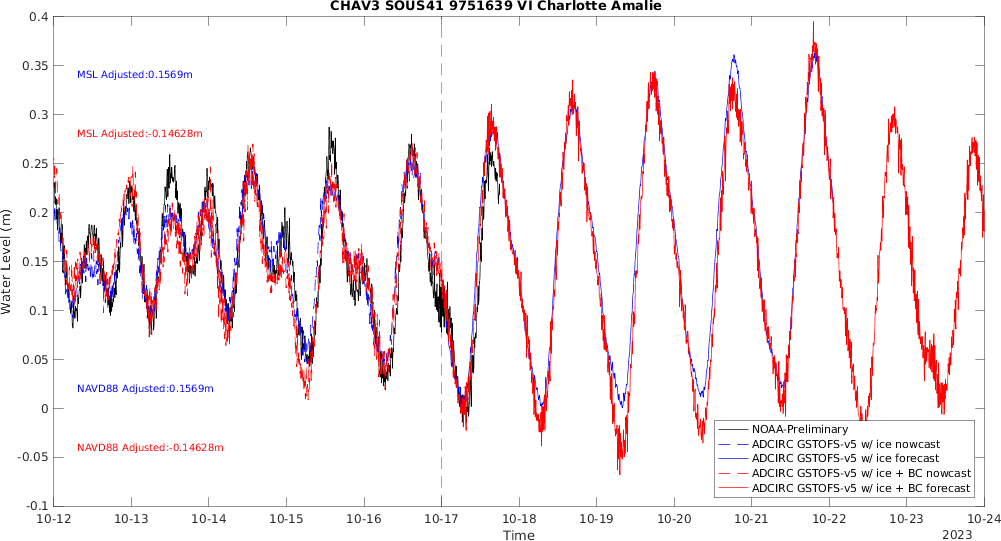 CHAV3 SOUS41 9751639 VI Charlotte Amalie
0.4
0.35
0.3
0.25
0.2
0.15
0.1
0.05
0
-0.05
-0.1
Water Level (m)
MSL Adjusted:0.1569m
MSL Adjusted:-0.14628m
NAVD88 Adjusted:0.1569m
NAVD88 Adjusted:-0.14628m
NOAA-Preliminary
ADCIRC GSTOFS-v5 w/ ice nowcast
ADCIRC GSTOFS-v5 w/ ice forecast
ADCIRC GSTOFS-v5 w/ ice + BC nowcast
ADCIRC GSTOFS-v5 w/ ice + BC forecast
10-12 10-13 10-14 10-15 10-16 10-17 10-18 10-19 10-20 10-21 10-22 10-23 10-24
Time
2023